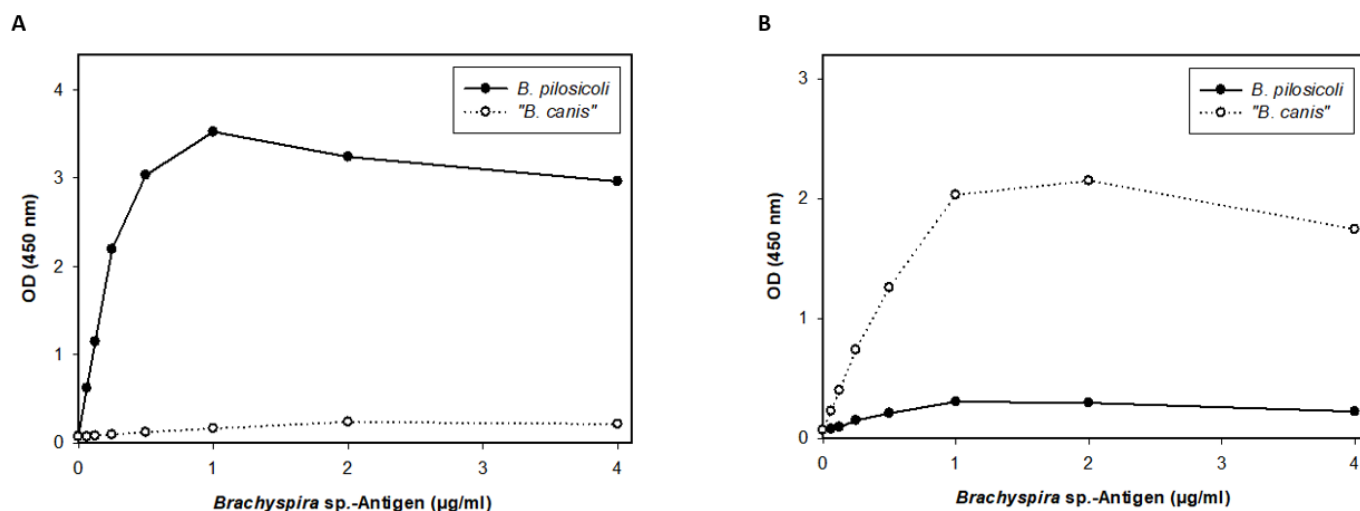 A
OD (450 nm)
4
3
2
1
0
B. pilosicoli
"B. canis"
0 1 2 3 4
Brachyspira sp.-Antigen (µg/ml)
B
OD (450 nm)
3
2
1
0
B. pilosicoli
"B. canis"
0 1 2 3 4
Brachyspira sp.-Antigen (µg/ml)